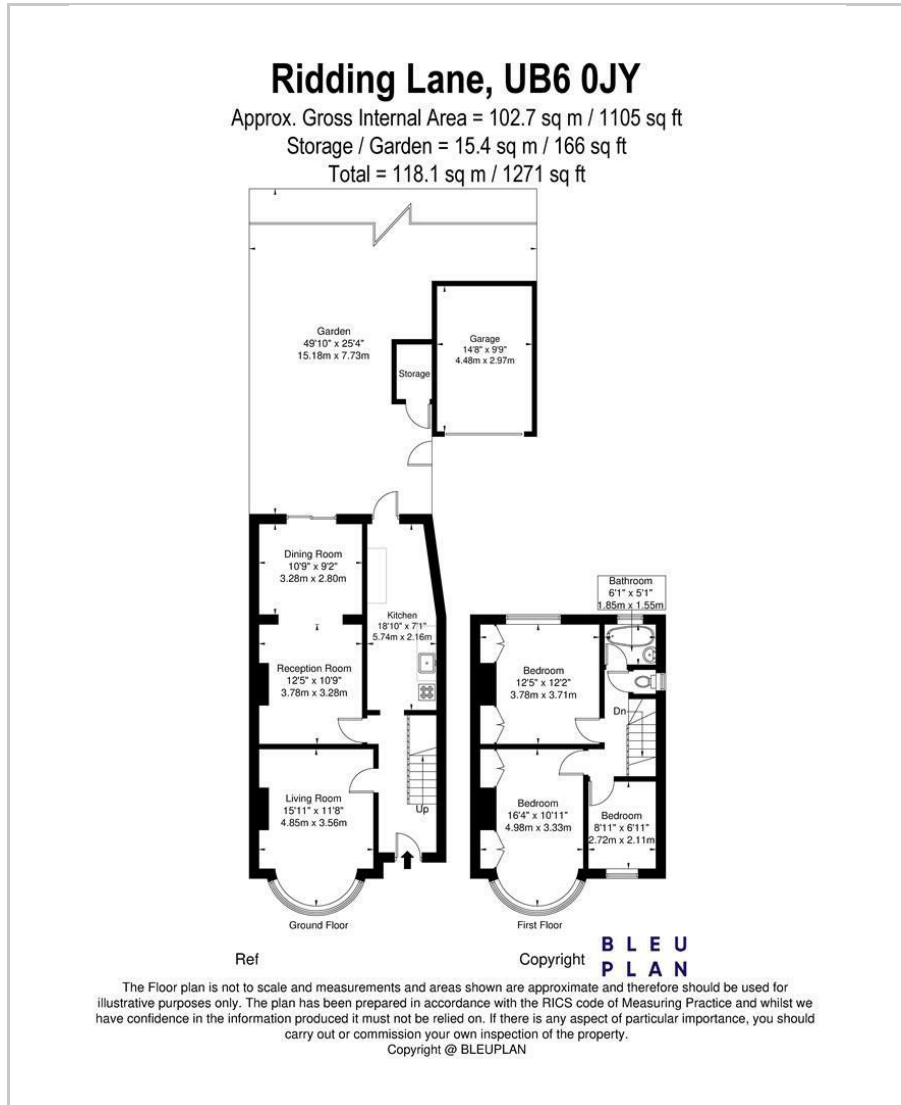 Ridding Lane, UB6 0JY
Approx. Gross Internal Area = 102.7 sq m / 1105 sq ft
Storage / Garden = 15.4 sq m / 166 sq ft
Total = 118.1 sq m / 1271 sq ft
Garden
49'10" x 25'4"
15.18m x 7.73m
Garage
14'8" x 9'9"
4.48m x 2.97m
Storage
Dining Room
10'9" x 9'2"
3.28m x 2.80m
Kitchen
18'10" x 7'1"
5.74m x 2.16m
Reception Room
12'5" x 10'9"
3.78m x 3.28m
Living Room
15'11" x 11'8"
4.85m x 3.56m
Up
Ground Floor
Bathroom
6'1" x 5'1"
1.85m x 1.55m
Bedroom
12'5" x 12'2"
3.78m x 3.71m
Dn
Bedroom
16'4" x 10'11"
4.98m x 3.33m
Bedroom
8'11" x 6'11"
2.72m x 2.11m
First Floor
Ref
Copyright
BLEU
PLAN
The Floor plan is not to scale and measurements and areas shown are approximate and therefore should be used for
illustrative purposes only. The plan has been prepared in accordance with the RICS code of Measuring Practice and whilst we
have confidence in the information produced it must not be relied on. If there is any aspect of particular importance, you should
carry out or commission your own inspection of the property.
Copyright @ BLEUPLAN